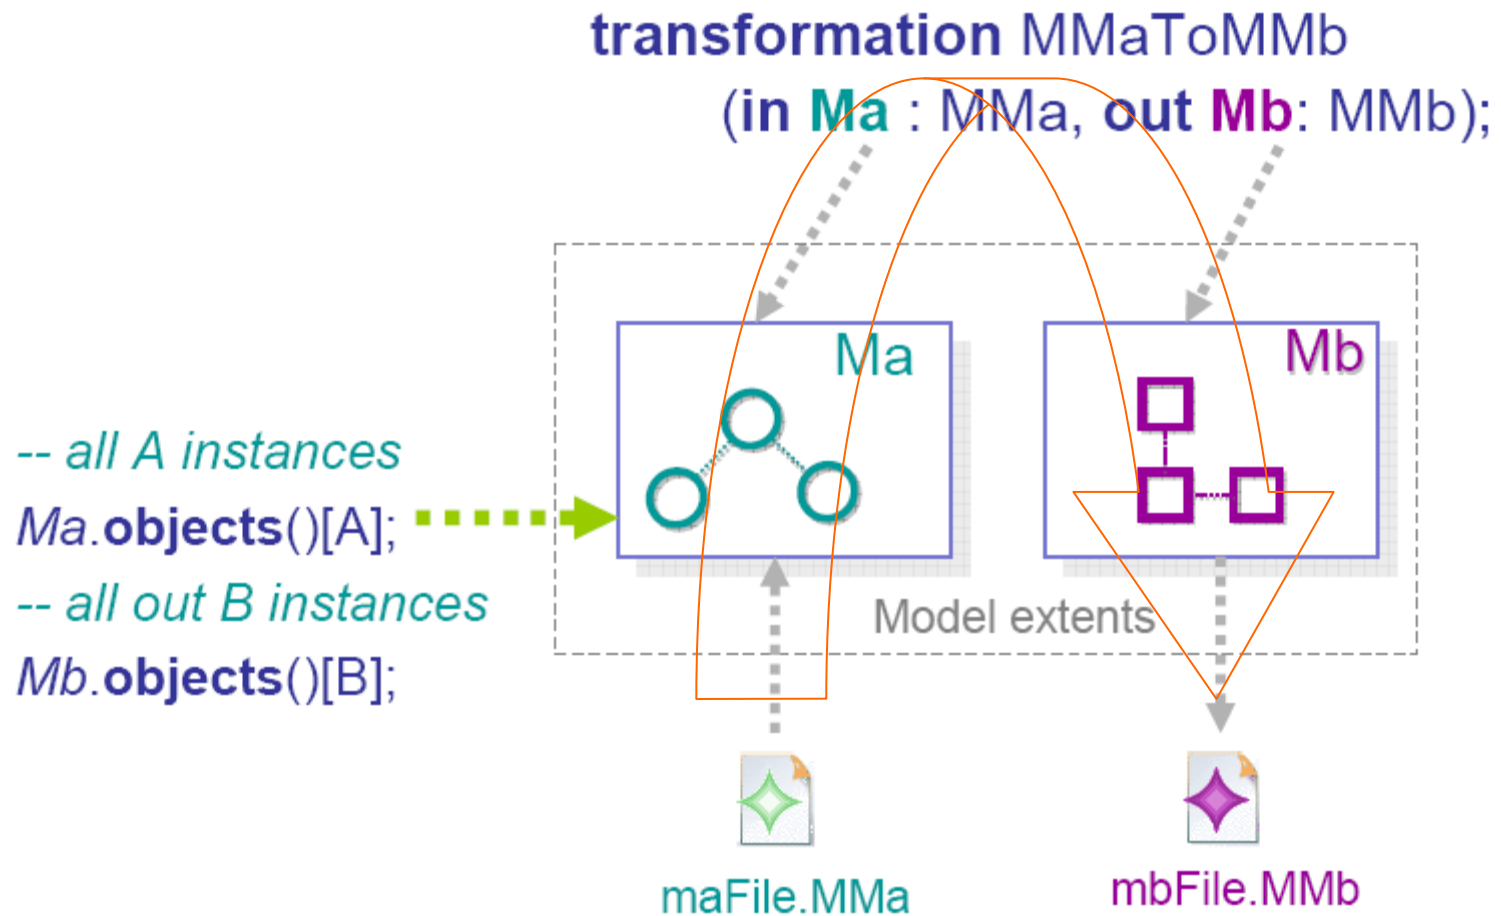 transformation MMaToMMb
(in Ma : MMa, out Mb: MMb);
Ma
Mb
-- all A instances
Ma.objects()[A];
-- all out B instances
Mb.objects()[B];
Model extents
maFile.MMa
mbFile.MMb